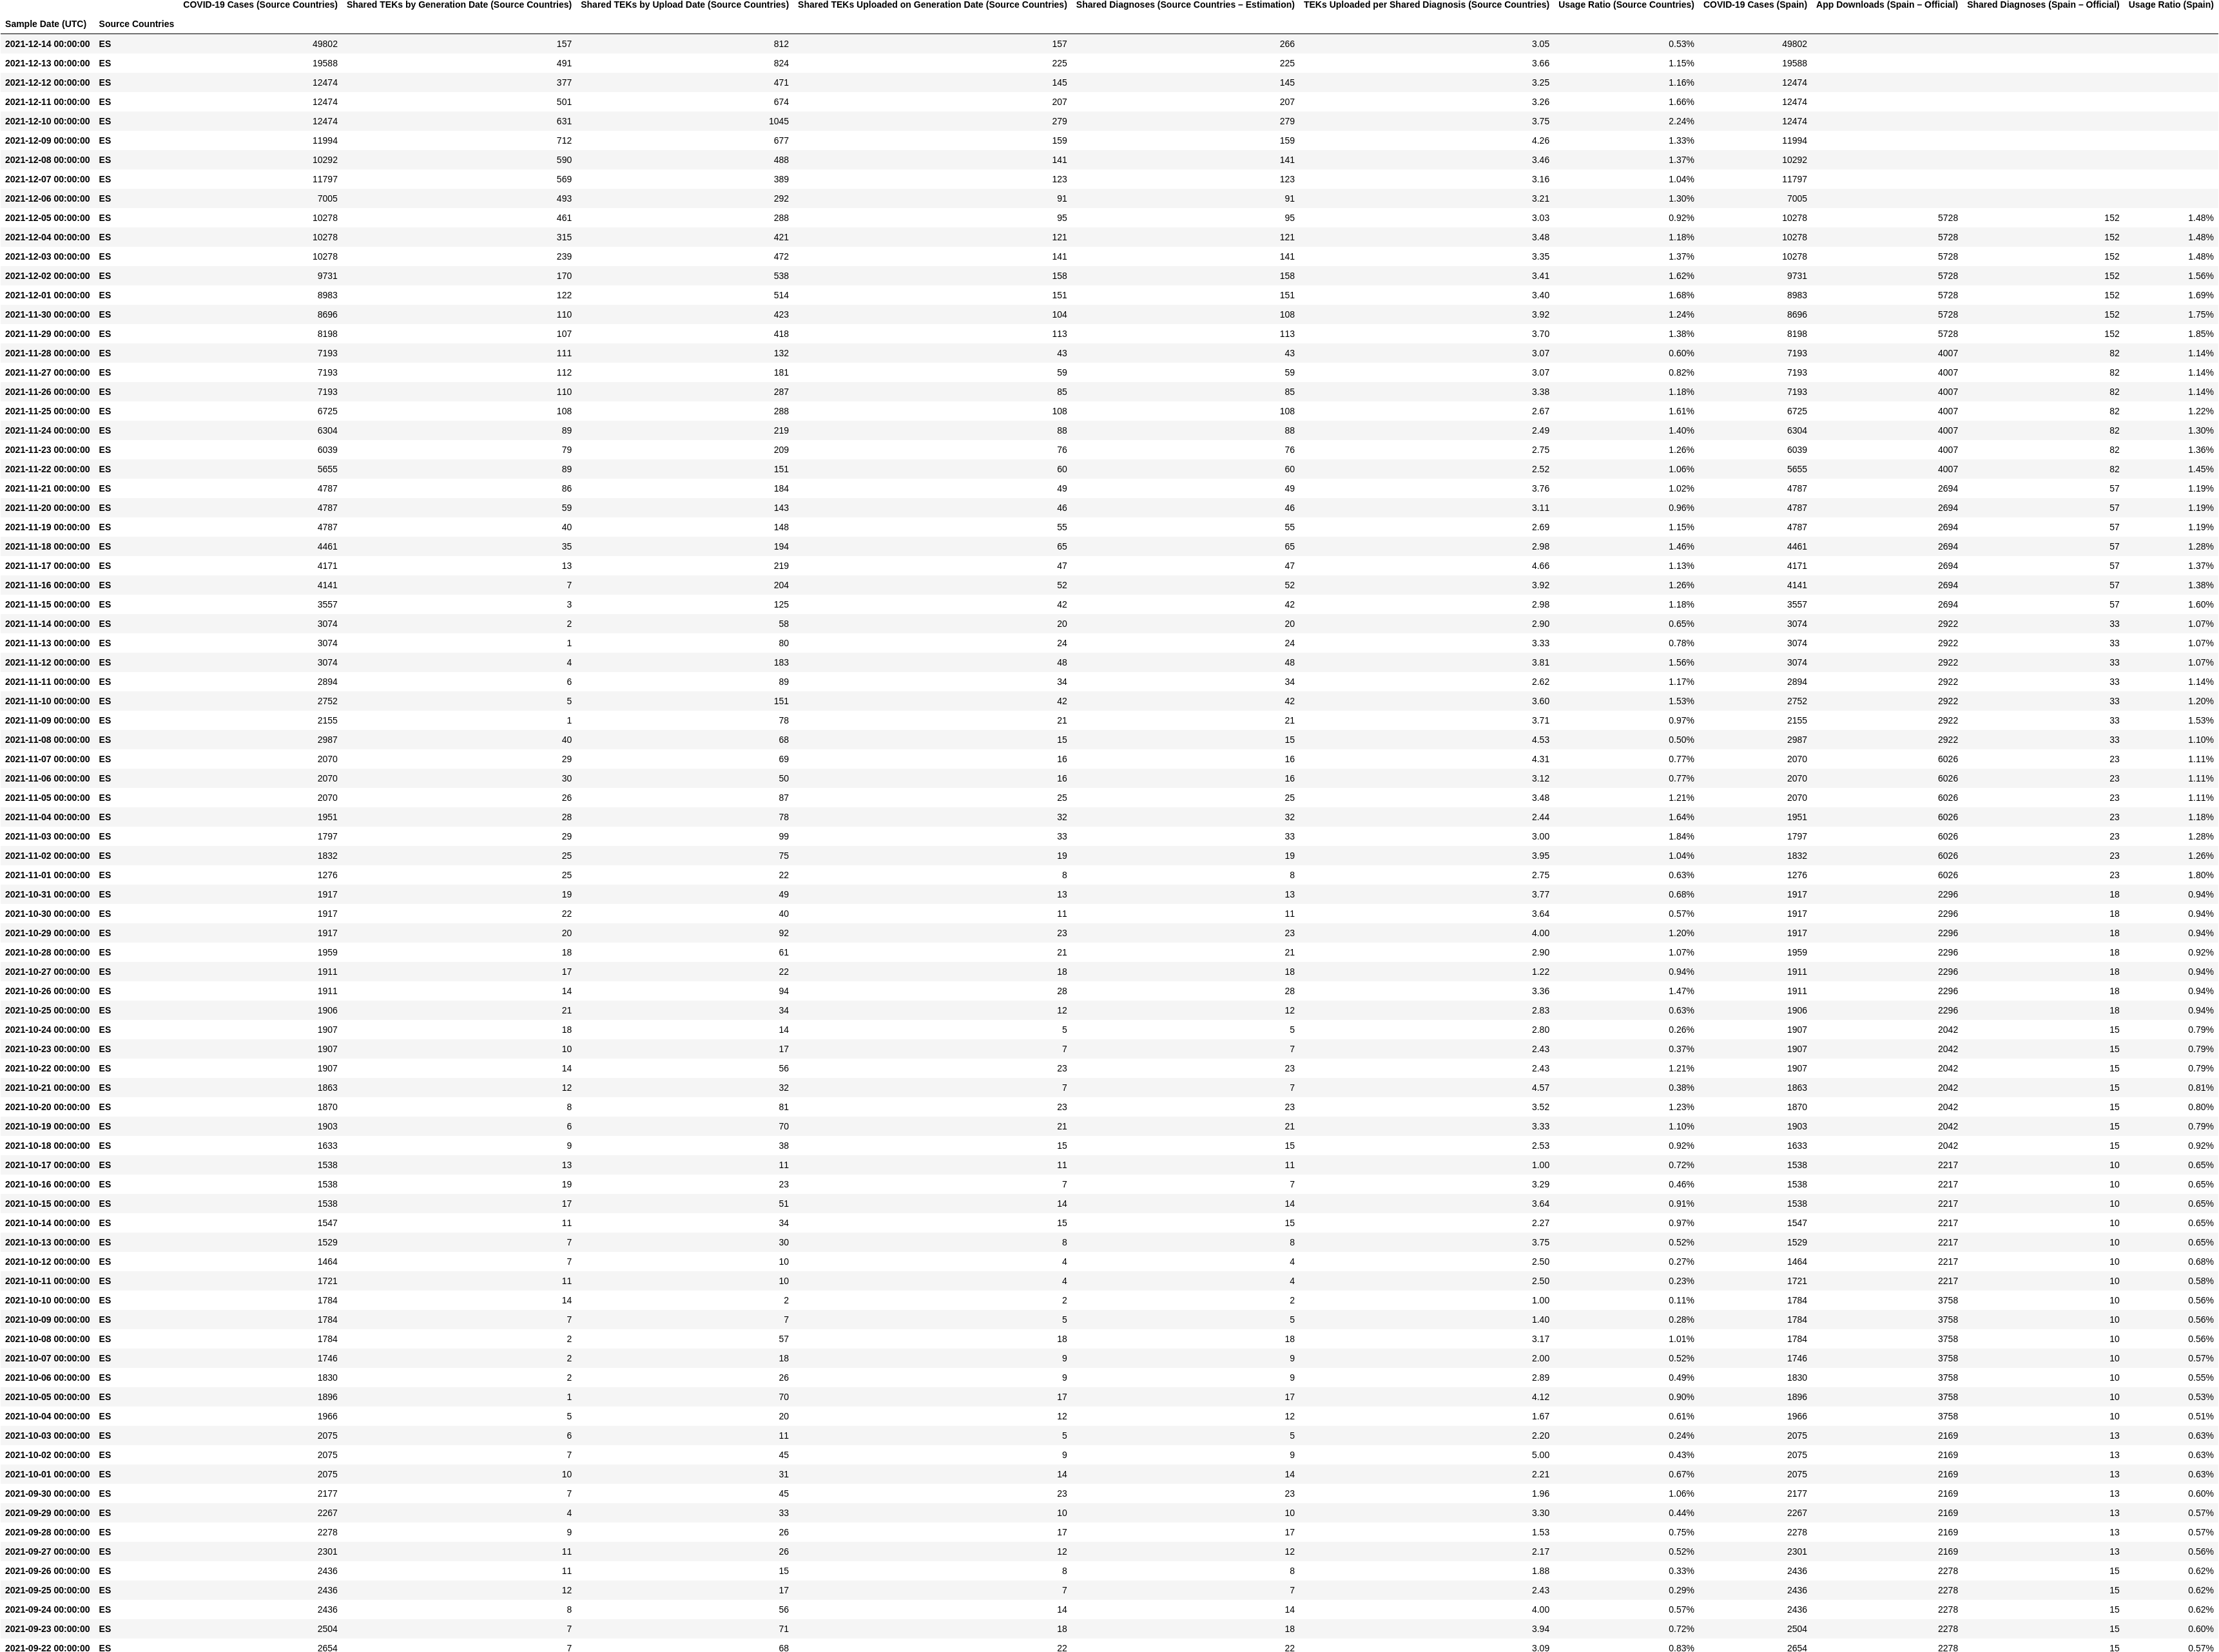 COVID-19 Cases (Source Countries) Shared TEKs by Generation Date (Source Countries) Shared TEKs by Upload Date (Source Countries) Shared TEKs Uploaded on Generation Date (Source Countries) Shared Diagnoses (Source Countries – Estimation) TEKs Uploaded per Shared Diagnosis (Source Countries) Usage Ratio (Source Countries) COVID-19 Cases (Spain) App Downloads (Spain – Official) Shared Diagnoses (Spain – Official) Usage Ratio (Spain)
Sample Date (UTC) Source Countries
2021-12-14 00:00:00 ES 49802 157 812 157 266 3.05 0.53% 49802
2021-12-13 00:00:00 ES 19588 491 824 225 225 3.66 1.15% 19588
2021-12-12 00:00:00 ES 12474 377 471 145 145 3.25 1.16% 12474
2021-12-11 00:00:00 ES 12474 501 674 207 207 3.26 1.66% 12474
2021-12-10 00:00:00 ES 12474 631 1045 279 279 3.75 2.24% 12474
2021-12-09 00:00:00 ES 11994 712 677 159 159 4.26 1.33% 11994
2021-12-08 00:00:00 ES 10292 590 488 141 141 3.46 1.37% 10292
2021-12-07 00:00:00 ES 11797 569 389 123 123 3.16 1.04% 11797
2021-12-06 00:00:00 ES 7005 493 292 91 91 3.21 1.30% 7005
2021-12-05 00:00:00 ES 10278 461 288 95 95 3.03 0.92% 10278 5728 152 1.48%
2021-12-04 00:00:00 ES 10278 315 421 121 121 3.48 1.18% 10278 5728 152 1.48%
2021-12-03 00:00:00 ES 10278 239 472 141 141 3.35 1.37% 10278 5728 152 1.48%
2021-12-02 00:00:00 ES 9731 170 538 158 158 3.41 1.62% 9731 5728 152 1.56%
2021-12-01 00:00:00 ES 8983 122 514 151 151 3.40 1.68% 8983 5728 152 1.69%
2021-11-30 00:00:00 ES 8696 110 423 104 108 3.92 1.24% 8696 5728 152 1.75%
2021-11-29 00:00:00 ES 8198 107 418 113 113 3.70 1.38% 8198 5728 152 1.85%
2021-11-28 00:00:00 ES 7193 111 132 43 43 3.07 0.60% 7193 4007 82 1.14%
2021-11-27 00:00:00 ES 7193 112 181 59 59 3.07 0.82% 7193 4007 82 1.14%
2021-11-26 00:00:00 ES 7193 110 287 85 85 3.38 1.18% 7193 4007 82 1.14%
2021-11-25 00:00:00 ES 6725 108 288 108 108 2.67 1.61% 6725 4007 82 1.22%
2021-11-24 00:00:00 ES 6304 89 219 88 88 2.49 1.40% 6304 4007 82 1.30%
2021-11-23 00:00:00 ES 6039 79 209 76 76 2.75 1.26% 6039 4007 82 1.36%
2021-11-22 00:00:00 ES 5655 89 151 60 60 2.52 1.06% 5655 4007 82 1.45%
2021-11-21 00:00:00 ES 4787 86 184 49 49 3.76 1.02% 4787 2694 57 1.19%
2021-11-20 00:00:00 ES 4787 59 143 46 46 3.11 0.96% 4787 2694 57 1.19%
2021-11-19 00:00:00 ES 4787 40 148 55 55 2.69 1.15% 4787 2694 57 1.19%
2021-11-18 00:00:00 ES 4461 35 194 65 65 2.98 1.46% 4461 2694 57 1.28%
2021-11-17 00:00:00 ES 4171 13 219 47 47 4.66 1.13% 4171 2694 57 1.37%
2021-11-16 00:00:00 ES 4141 7 204 52 52 3.92 1.26% 4141 2694 57 1.38%
2021-11-15 00:00:00 ES 3557 3 125 42 42 2.98 1.18% 3557 2694 57 1.60%
2021-11-14 00:00:00 ES 3074 2 58 20 20 2.90 0.65% 3074 2922 33 1.07%
2021-11-13 00:00:00 ES 3074 1 80 24 24 3.33 0.78% 3074 2922 33 1.07%
2021-11-12 00:00:00 ES 3074 4 183 48 48 3.81 1.56% 3074 2922 33 1.07%
2021-11-11 00:00:00 ES 2894 6 89 34 34 2.62 1.17% 2894 2922 33 1.14%
2021-11-10 00:00:00 ES 2752 5 151 42 42 3.60 1.53% 2752 2922 33 1.20%
2021-11-09 00:00:00 ES 2155 1 78 21 21 3.71 0.97% 2155 2922 33 1.53%
2021-11-08 00:00:00 ES 2987 40 68 15 15 4.53 0.50% 2987 2922 33 1.10%
2021-11-07 00:00:00 ES 2070 29 69 16 16 4.31 0.77% 2070 6026 23 1.11%
2021-11-06 00:00:00 ES 2070 30 50 16 16 3.12 0.77% 2070 6026 23 1.11%
2021-11-05 00:00:00 ES 2070 26 87 25 25 3.48 1.21% 2070 6026 23 1.11%
2021-11-04 00:00:00 ES 1951 28 78 32 32 2.44 1.64% 1951 6026 23 1.18%
2021-11-03 00:00:00 ES 1797 29 99 33 33 3.00 1.84% 1797 6026 23 1.28%
2021-11-02 00:00:00 ES 1832 25 75 19 19 3.95 1.04% 1832 6026 23 1.26%
2021-11-01 00:00:00 ES 1276 25 22 8 8 2.75 0.63% 1276 6026 23 1.80%
2021-10-31 00:00:00 ES 1917 19 49 13 13 3.77 0.68% 1917 2296 18 0.94%
2021-10-30 00:00:00 ES 1917 22 40 11 11 3.64 0.57% 1917 2296 18 0.94%
2021-10-29 00:00:00 ES 1917 20 92 23 23 4.00 1.20% 1917 2296 18 0.94%
2021-10-28 00:00:00 ES 1959 18 61 21 21 2.90 1.07% 1959 2296 18 0.92%
2021-10-27 00:00:00 ES 1911 17 22 18 18 1.22 0.94% 1911 2296 18 0.94%
2021-10-26 00:00:00 ES 1911 14 94 28 28 3.36 1.47% 1911 2296 18 0.94%
2021-10-25 00:00:00 ES 1906 21 34 12 12 2.83 0.63% 1906 2296 18 0.94%
2021-10-24 00:00:00 ES 1907 18 14 5 5 2.80 0.26% 1907 2042 15 0.79%
2021-10-23 00:00:00 ES 1907 10 17 7 7 2.43 0.37% 1907 2042 15 0.79%
2021-10-22 00:00:00 ES 1907 14 56 23 23 2.43 1.21% 1907 2042 15 0.79%
2021-10-21 00:00:00 ES 1863 12 32 7 7 4.57 0.38% 1863 2042 15 0.81%
2021-10-20 00:00:00 ES 1870 8 81 23 23 3.52 1.23% 1870 2042 15 0.80%
2021-10-19 00:00:00 ES 1903 6 70 21 21 3.33 1.10% 1903 2042 15 0.79%
2021-10-18 00:00:00 ES 1633 9 38 15 15 2.53 0.92% 1633 2042 15 0.92%
2021-10-17 00:00:00 ES 1538 13 11 11 11 1.00 0.72% 1538 2217 10 0.65%
2021-10-16 00:00:00 ES 1538 19 23 7 7 3.29 0.46% 1538 2217 10 0.65%
2021-10-15 00:00:00 ES 1538 17 51 14 14 3.64 0.91% 1538 2217 10 0.65%
2021-10-14 00:00:00 ES 1547 11 34 15 15 2.27 0.97% 1547 2217 10 0.65%
2021-10-13 00:00:00 ES 1529 7 30 8 8 3.75 0.52% 1529 2217 10 0.65%
2021-10-12 00:00:00 ES 1464 7 10 4 4 2.50 0.27% 1464 2217 10 0.68%
2021-10-11 00:00:00 ES 1721 11 10 4 4 2.50 0.23% 1721 2217 10 0.58%
2021-10-10 00:00:00 ES 1784 14 2 2 2 1.00 0.11% 1784 3758 10 0.56%
2021-10-09 00:00:00 ES 1784 7 7 5 5 1.40 0.28% 1784 3758 10 0.56%
2021-10-08 00:00:00 ES 1784 2 57 18 18 3.17 1.01% 1784 3758 10 0.56%
2021-10-07 00:00:00 ES 1746 2 18 9 9 2.00 0.52% 1746 3758 10 0.57%
2021-10-06 00:00:00 ES 1830 2 26 9 9 2.89 0.49% 1830 3758 10 0.55%
2021-10-05 00:00:00 ES 1896 1 70 17 17 4.12 0.90% 1896 3758 10 0.53%
2021-10-04 00:00:00 ES 1966 5 20 12 12 1.67 0.61% 1966 3758 10 0.51%
2021-10-03 00:00:00 ES 2075 6 11 5 5 2.20 0.24% 2075 2169 13 0.63%
2021-10-02 00:00:00 ES 2075 7 45 9 9 5.00 0.43% 2075 2169 13 0.63%
2021-10-01 00:00:00 ES 2075 10 31 14 14 2.21 0.67% 2075 2169 13 0.63%
2021-09-30 00:00:00 ES 2177 7 45 23 23 1.96 1.06% 2177 2169 13 0.60%
2021-09-29 00:00:00 ES 2267 4 33 10 10 3.30 0.44% 2267 2169 13 0.57%
2021-09-28 00:00:00 ES 2278 9 26 17 17 1.53 0.75% 2278 2169 13 0.57%
2021-09-27 00:00:00 ES 2301 11 26 12 12 2.17 0.52% 2301 2169 13 0.56%
2021-09-26 00:00:00 ES 2436 11 15 8 8 1.88 0.33% 2436 2278 15 0.62%
2021-09-25 00:00:00 ES 2436 12 17 7 7 2.43 0.29% 2436 2278 15 0.62%
2021-09-24 00:00:00 ES 2436 8 56 14 14 4.00 0.57% 2436 2278 15 0.62%
2021-09-23 00:00:00 ES 2504 7 71 18 18 3.94 0.72% 2504 2278 15 0.60%
2021-09-22 00:00:00 ES 2654 7 68 22 22 3.09 0.83% 2654 2278 15 0.57%